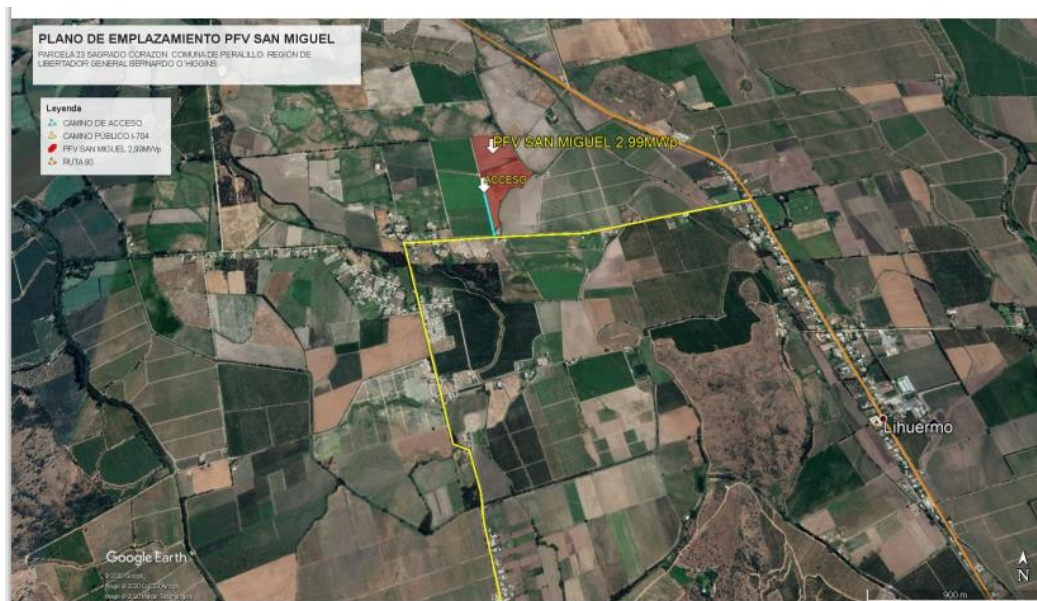 PLANO DE EMPLAZAMIENTO PFV SAN MIGUEL
PARCELA 23 SAGRADO CORAZON. COMUNA DE PERALILLO. REGION DE
LIBERTADOR GENERAL BERNARDO O´HIGGINS
Leyenda
CAMINO DE ACCESO
CAMINO PÚBLICO I-704
PFV SAN MIGUEL 2,99MWp
RUTA 90
PFV SAN MIGUEL 2,99MWp
ACCESO
Lihuermo
Google Earth
© 2020 Google
900 m
N